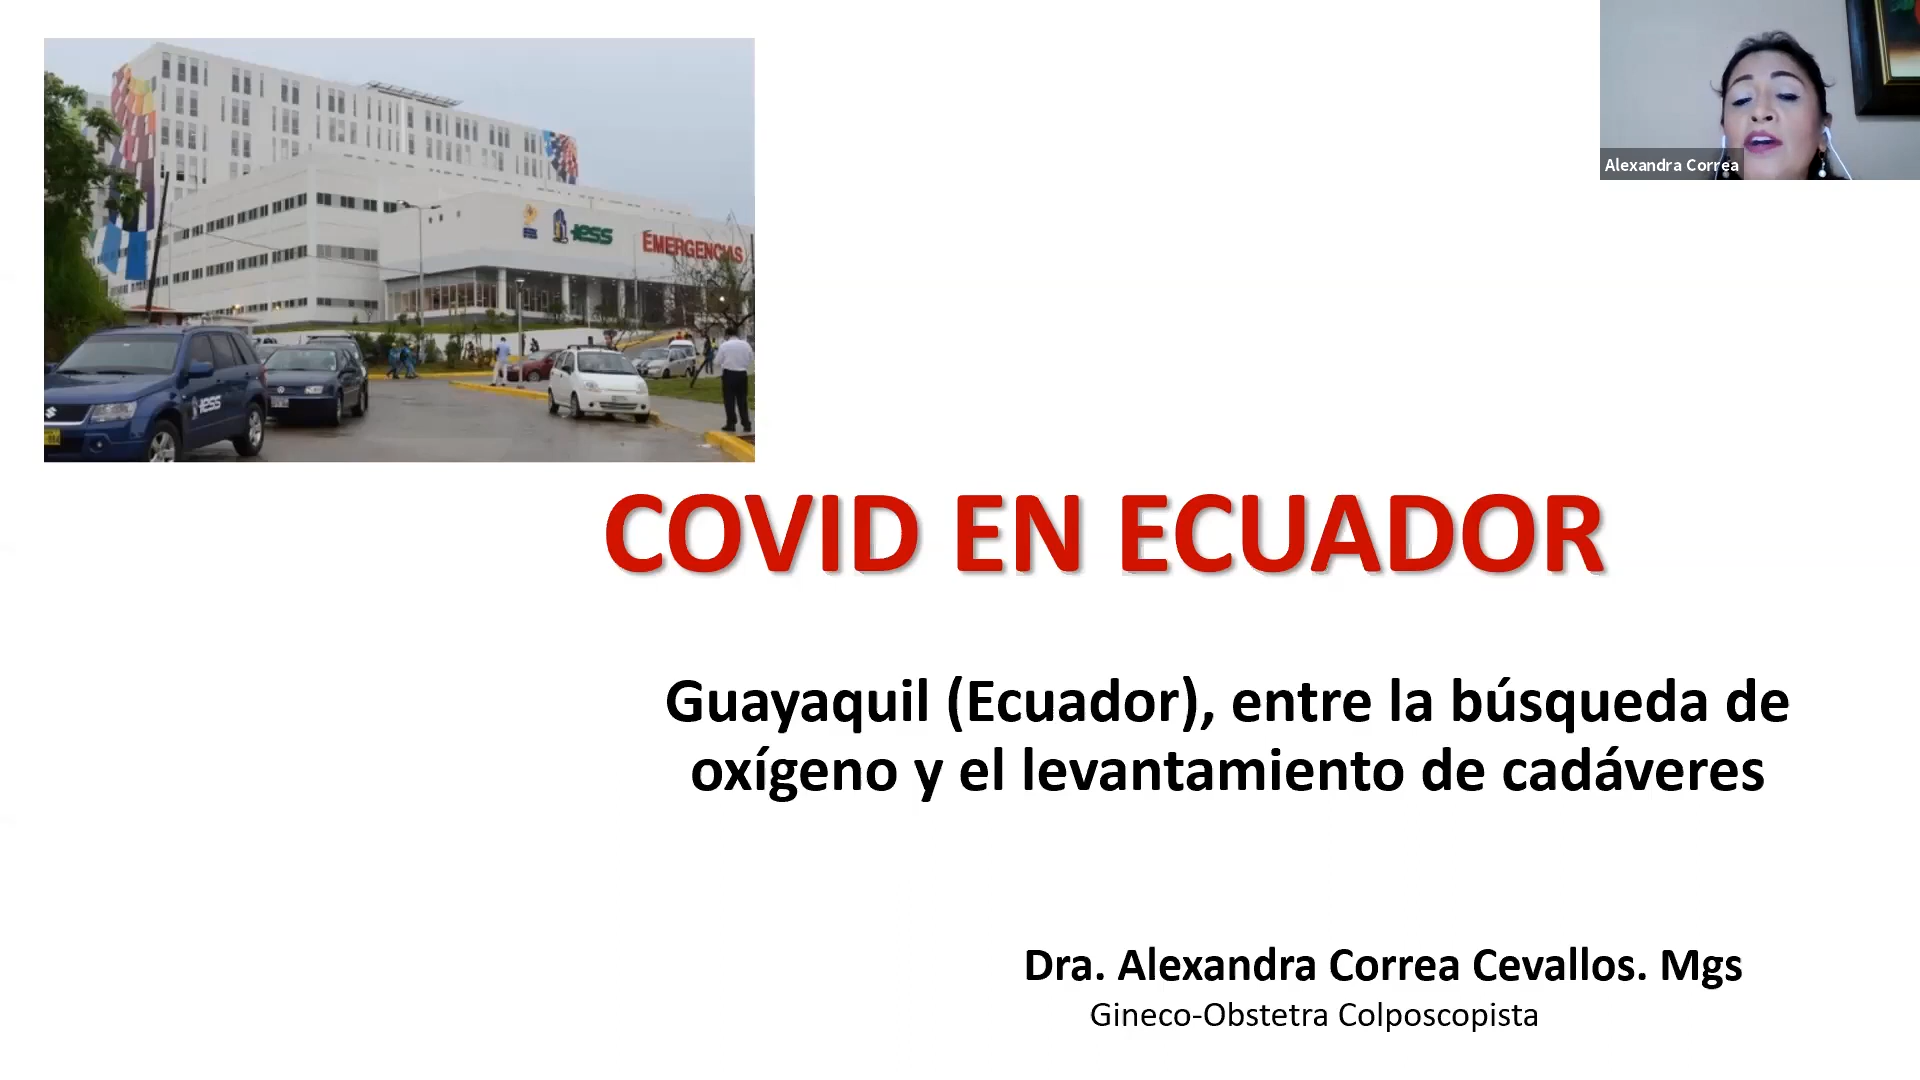 iESS
EMERGENCIAS
iESS
Alexandra Correa
COVID EN ECUADOR
Guayaquil (Ecuador), entre la búsqueda de
oxígeno y el levantamiento de cadáveres
Dra. Alexandra Correa Cevallos. Mgs
Gineco-Obstetra Colposcopista